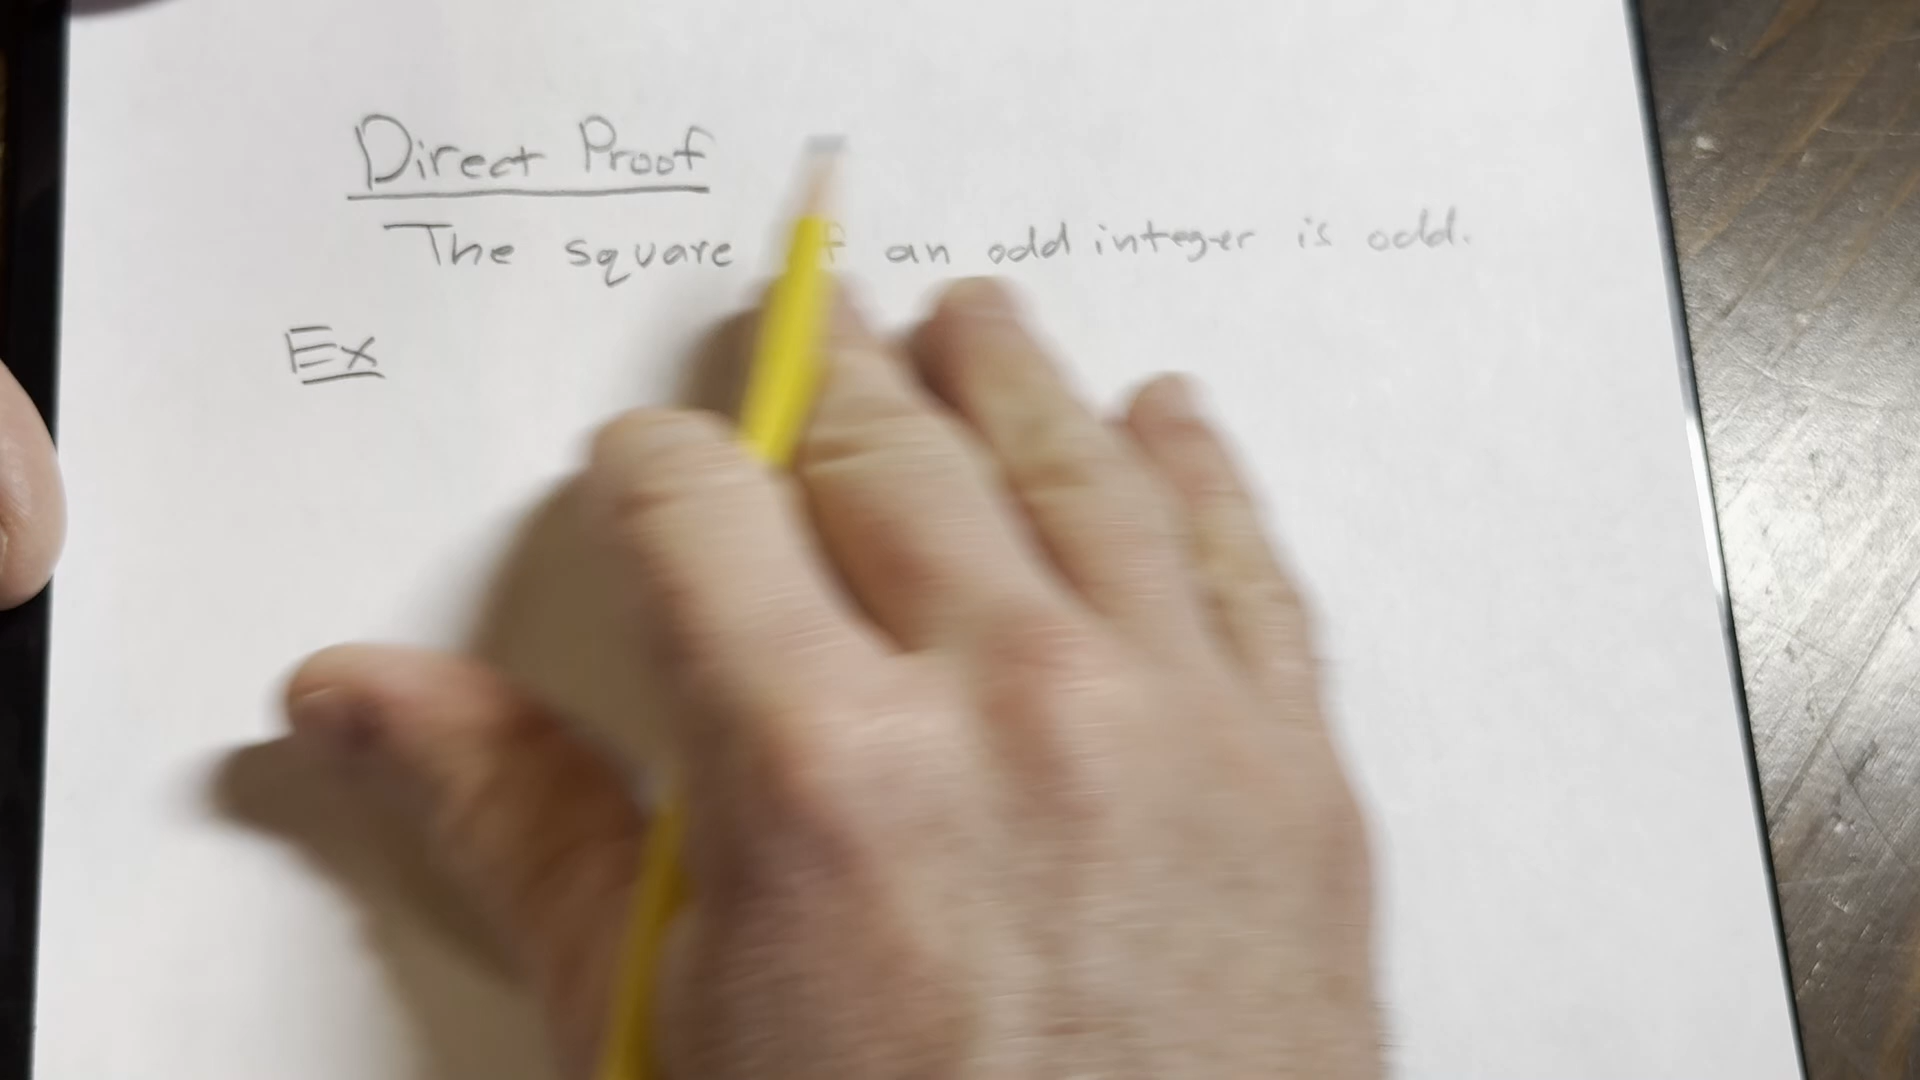 Direct Proof
The square f an odd integer is odd.
Ex